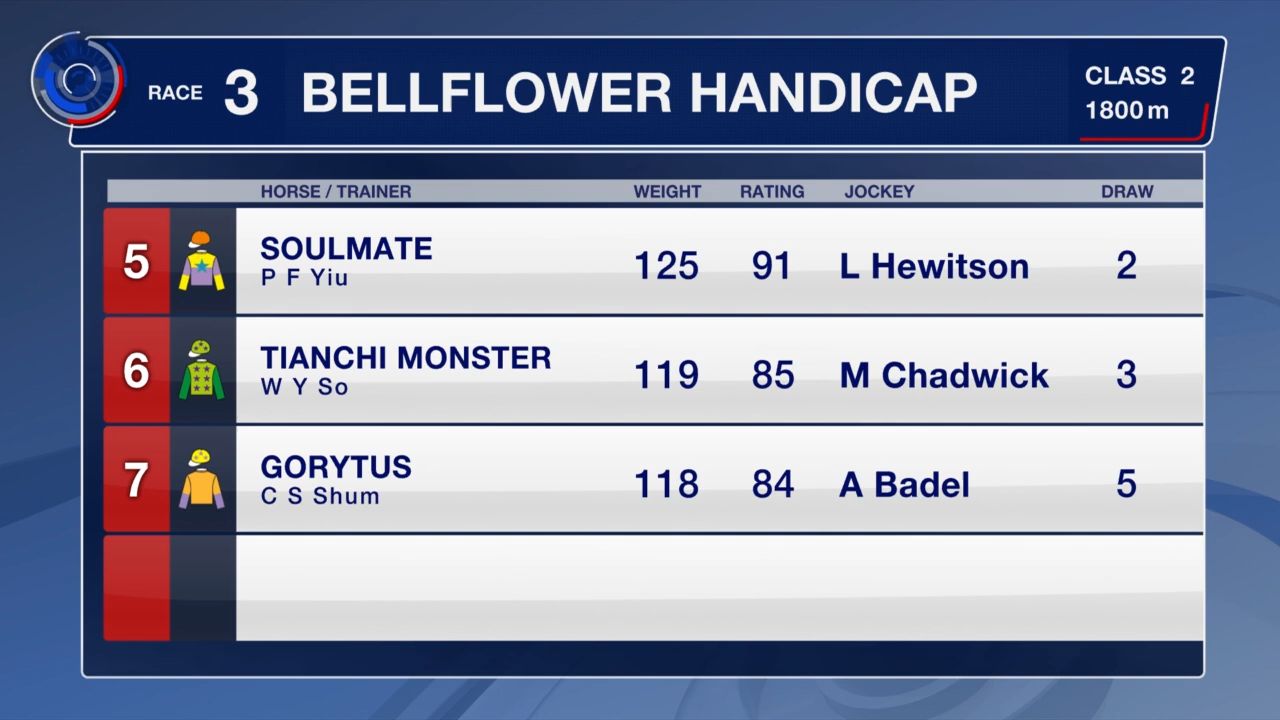 RACE 3 BELLFLOWER HANDICAP CLASS 2
1800 m
HORSE / TRAINER WEIGHT RATING JOCKEY DRAW
5 SOULMATE 125 91 L Hewitson 2
P F Yiu
6 TIANCHI MONSTER 119 85 M Chadwick 3
W Y So
7 GORYTUS 118 84 A Badel 5
C S Shum